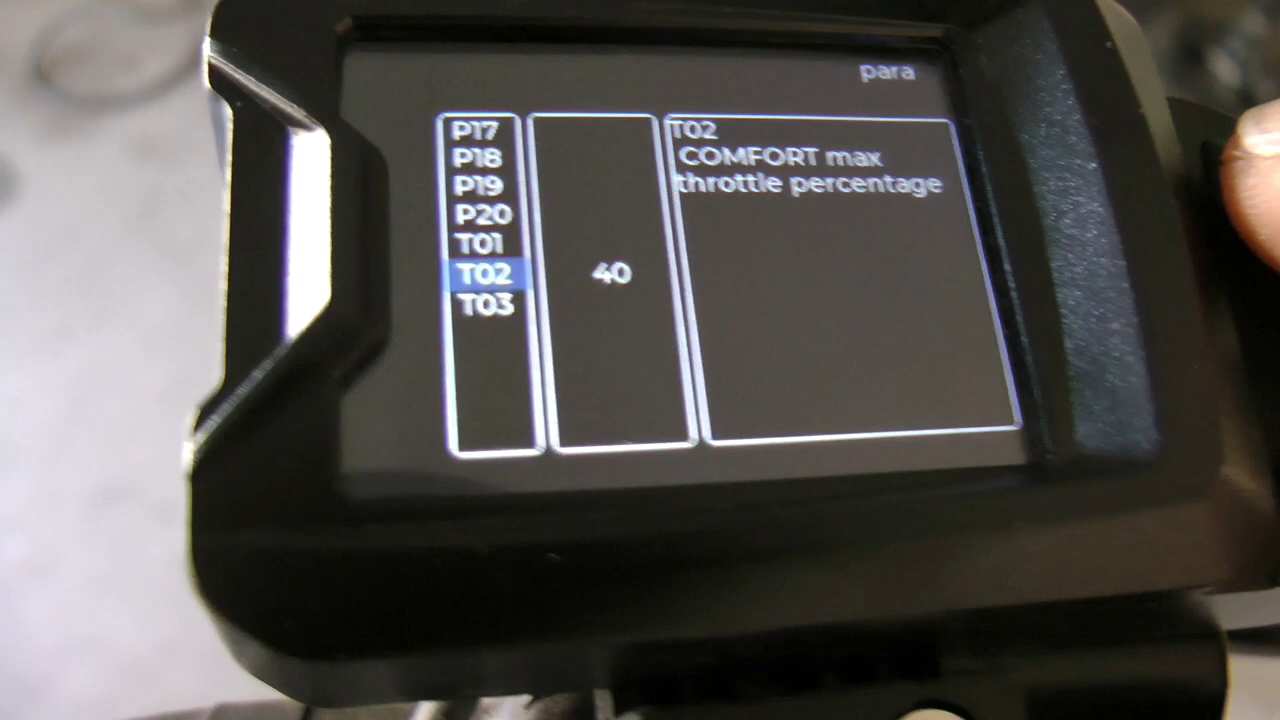 para
P17
P18
P19
P20
T01
T02
T03
40
T02
COMFORT max
throttle percentage